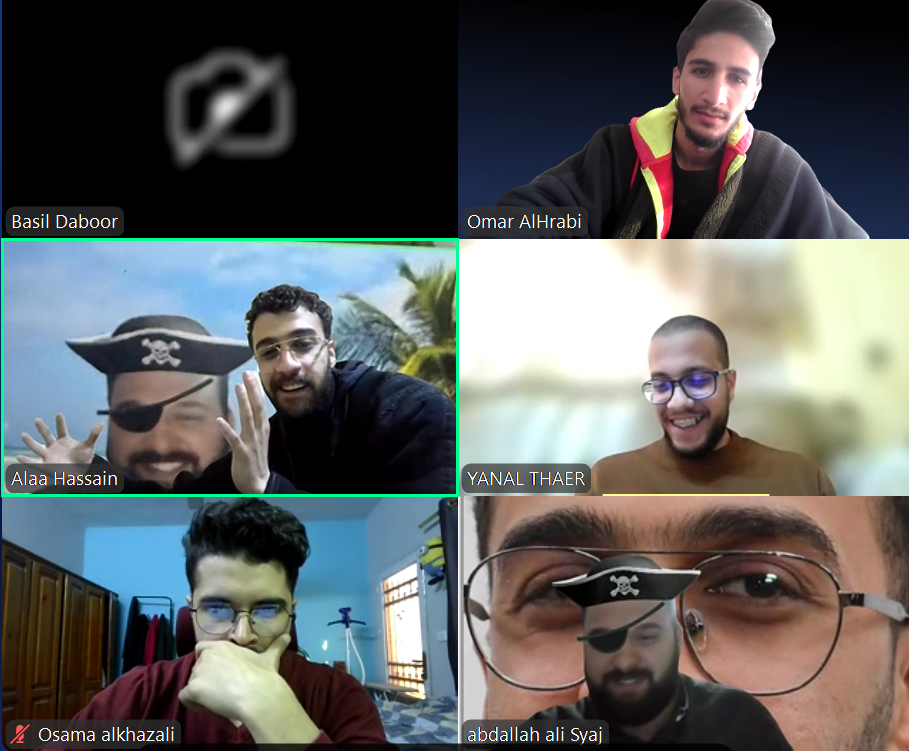 Basil Daboor
Omar AlHrabi
Alaa Hassain
YANAL THAER
Osama alkhazali
abdallah ali Syaj